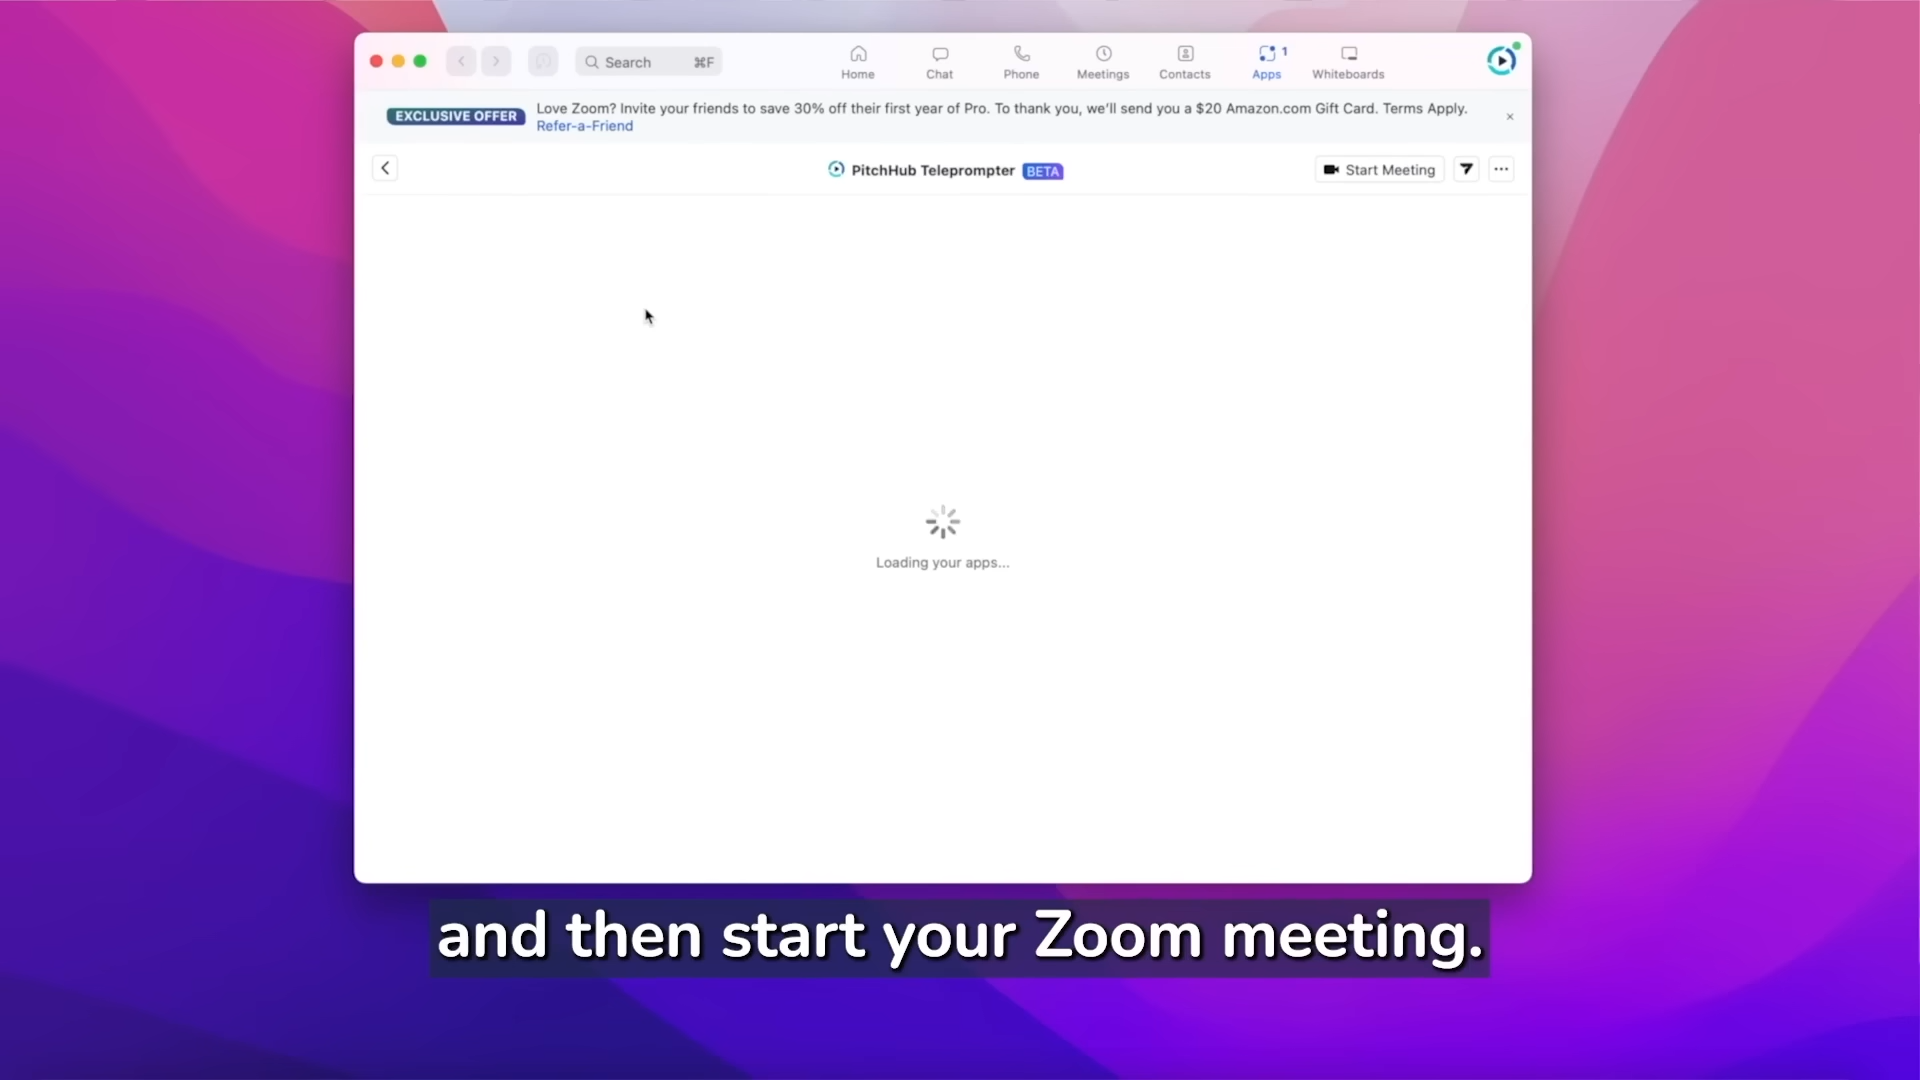 Search ⌘F
Home
Chat
Phone
Meetings
Contacts
1
Apps
Whiteboards
EXCLUSIVE OFFER
Love Zoom? Invite your friends to save 30% off their first year of Pro. To thank you, we'll send you a $20 Amazon.com Gift Card. Terms Apply.
Refer-a-Friend
PitchHub Teleprompter BETA
Start Meeting
Loading your apps...
and then start your Zoom meeting.